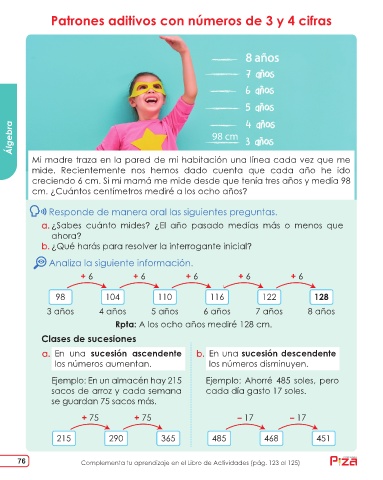 Patrones aditivos con números de 3 y 4 cifras
8 años
7 años
6 años
5 años
4 años
98 cm 3 años
Álgebra
Mi madre traza en la pared de mi habitación una línea cada vez que me
mide. Recientemente nos hemos dado cuenta que cada año he ido
creciendo 6 cm. Si mi mamá me mide desde que tenía tres años y medía 98
cm. ¿Cuántos centímetros mediré a los ocho años?
Responde de manera oral las siguientes preguntas.
a. ¿Sabes cuánto mides? ¿El año pasado medías más o menos que
ahora?
b. ¿Qué harás para resolver la interrogante inicial?
Analiza la siguiente información.
+ 6 + 6 + 6 + 6 + 6
98 104 110 116 122 128
3 años 4 años 5 años 6 años 7 años 8 años
Rpta: A los ocho años mediré 128 cm.
Clases de sucesiones
a. En una sucesión ascendente
los números aumentan.
Ejemplo: En un almacén hay 215
sacos de arroz y cada semana
se guardan 75 sacos más.
+ 75 + 75
215 290 365
b. En una sucesión descendente
los números disminuyen.
Ejemplo: Ahorré 485 soles, pero
cada día gasto 17 soles.
– 17 – 17
485 468 451
76
Complementa tu aprendizaje en el Libro de Actividades (pág. 123 al 125)